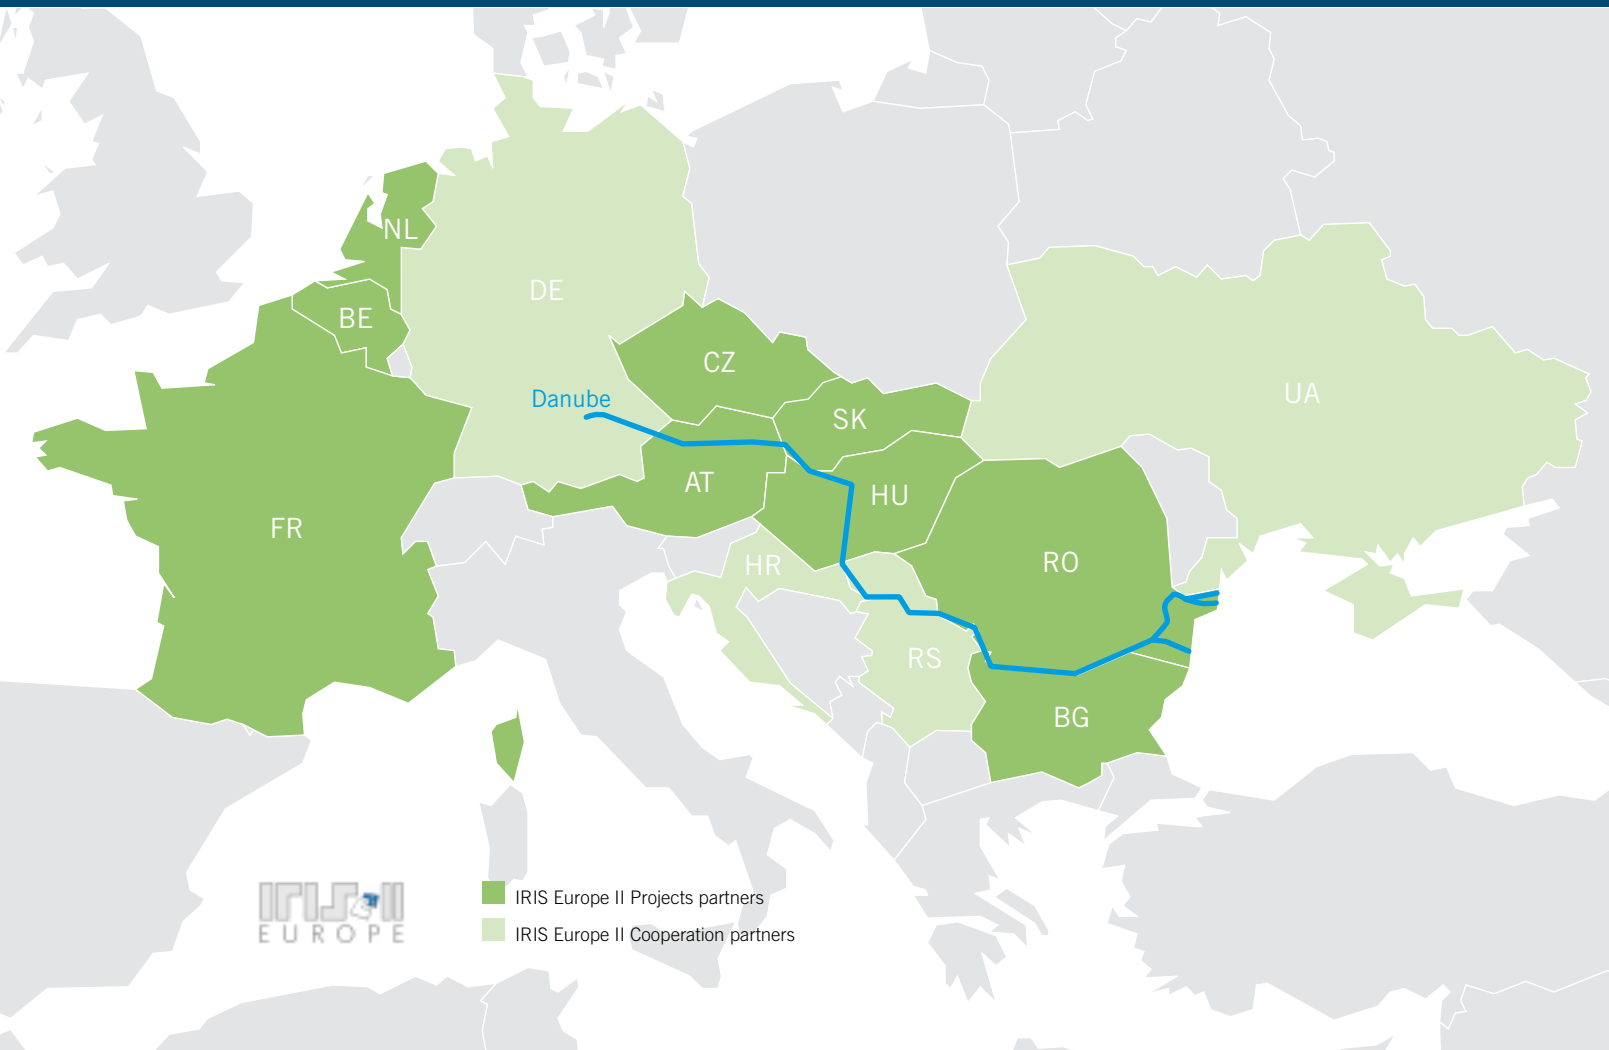 NL
DE
BE
CZ
Danube
UA
SK
AT
HU
FR
RO
HR
RS
BG
IRIS II
EUROPE
IRIS Europe II Projects partners
IRIS Europe II Cooperation partners